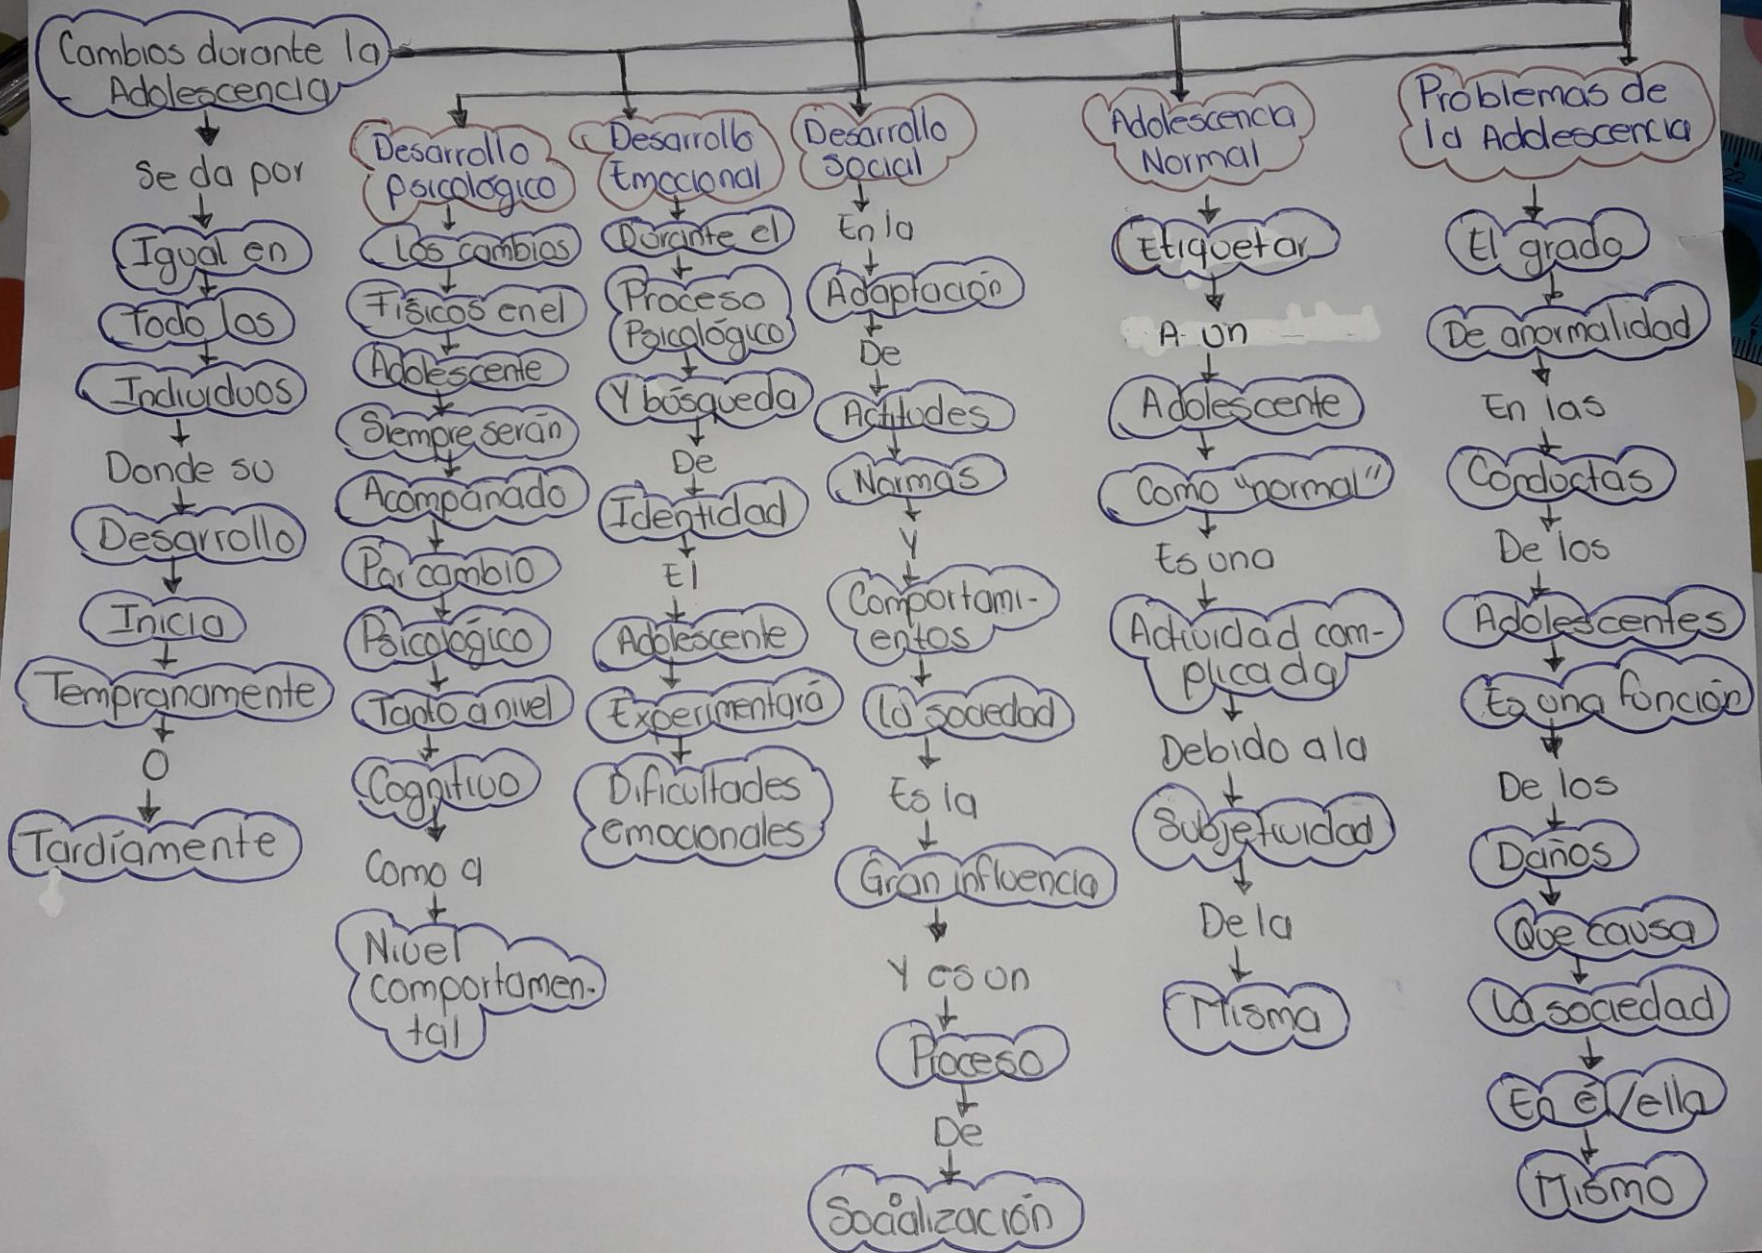 Cambios durante la
Adolescencia
Se da por
Igual en
Todo los
Individuos
Donde su
Desarrollo
Inicia
Tempranamente
O
Tardíamente
Desarrollo
Psicológico
Los cambios
Físicos en el
Adolescente
Siempre serán
Acompanado
Por cambio
Psicológico
Tanto a nivel
Cognitivo
Como a
Nivel
comportamen-
tal
Desarrollo
Emocional
Durante el
Proceso
Psicológico
Y búsqueda
De
Identidad
El
Adolescente
Experimentará
Dificultades
emocionales
Desarrollo
Social
En la
Adaptación
De
Actitudes
Normas
Y
Comportami-
entos
La sociedad
Es la
Gran influencia
Y es un
Proceso
De
Socialización
Adolescencia
Normal
Etiquetar
A un
Adolescente
Como "normal"
Es una
Actividad com-
plicada
Debido a la
Subjetividad
De la
Misma
Problemas de
la Adolescencia
El grado
De anormalidad
En las
Conductas
De los
Adolescentes
Es una función
De los
Daños
Que causa
La sociedad
En él/ella
Mismo
22